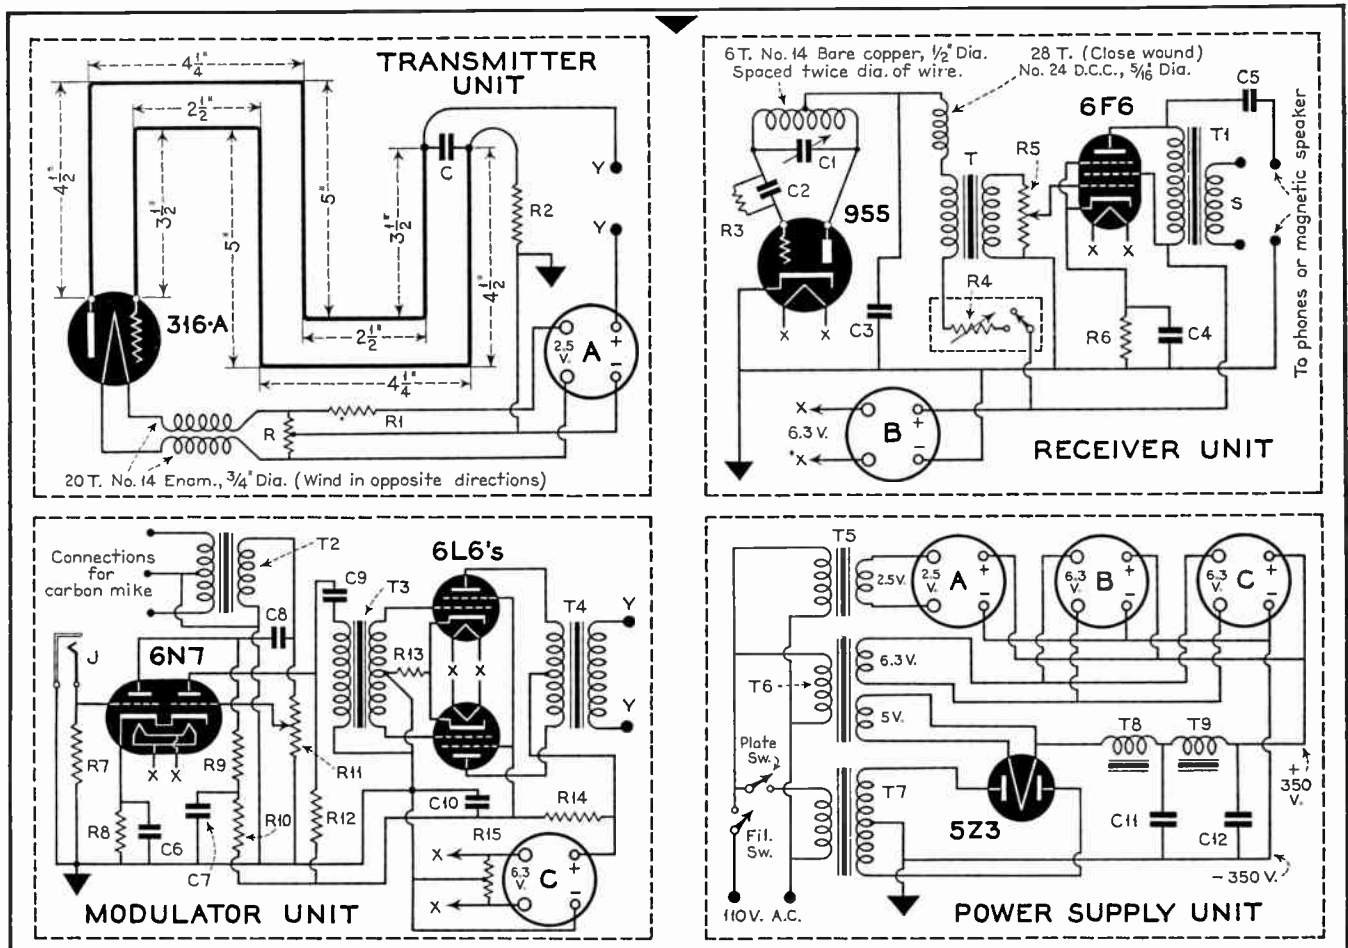 TRANSMITTER
UNIT
4 1/4"
2 1/2"
4 1/2"
3 1/2"
5"
5"
3 1/2"
4 1/2"
2 1/2"
4 1/4"
C
R2
Y
Y
316·A
2.5
V.
A
+
−
R
R1
20 T. No. 14 Enam., 3/4" Dia. (Wind in opposite directions)
6 T. No. 14 Bare copper, 1/2" Dia.
Spaced twice dia. of wire.
28 T. (Close wound)
No. 24 D.C.C., 5/16 Dia.
C5
6F6
T1
C1
C2
R3
955
T
R5
S
X
X
X
X
C3
R4
R6
C4
To phones or magnetic speaker
X
6.3 V.
X
B
+
−
RECEIVER UNIT
Connections
for
carbon mike
T2
C8
C9
T3
6L6's
T4
Y
J
6N7
R13
X
X
Y
R7
X
X
R9
R11
R8
C6
C7
R10
R12
C10
R14
R15
X
X
6.3
V.
C
+
−
MODULATOR UNIT
T5
2.5 V.
2.5
V.
A
+
−
6.3
V.
B
+
−
6.3
V.
C
+
−
T6
6.3 V.
5 V.
Plate
Sw.
T8
T9
+
350
V.
T7
5Z3
C11
C12
Fil.
Sw.
− 350 V.
110 V. A.C.
POWER SUPPLY UNIT